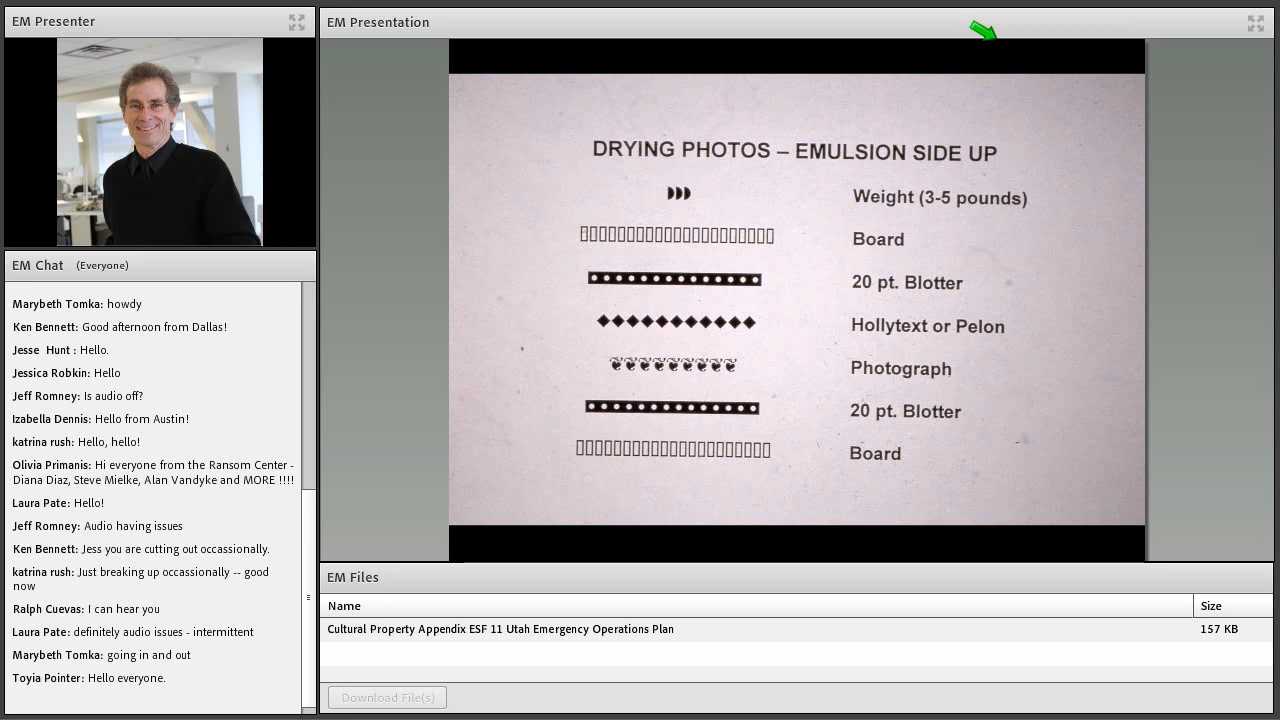 EM Presenter
EM Presentation
DRYING PHOTOS – EMULSION SIDE UP
Weight (3-5 pounds)
Board
20 pt. Blotter
Hollytext or Pelon
Photograph
20 pt. Blotter
Board
EM Chat (Everyone)
Marybeth Tomka: howdy
Ken Bennett: Good afternoon from Dallas!
Jesse Hunt : Hello.
Jessica Robkin: Hello
Jeff Romney: Is audio off?
Izabella Dennis: Hello from Austin!
katrina rush: Hello, hello!
Olivia Primanis: Hi everyone from the Ransom Center -
Diana Diaz, Steve Mielke, Alan Vandyke and MORE !!!!
Laura Pate: Hello!
Jeff Romney: Audio having issues
Ken Bennett: Jess you are cutting out occassionally.
katrina rush: Just breaking up occassionally -- good
now
Ralph Cuevas: I can hear you
Laura Pate: definitely audio issues - intermittent
Marybeth Tomka: going in and out
Toyia Pointer: Hello everyone.
EM Files
Name Size
Cultural Property Appendix ESF 11 Utah Emergency Operations Plan 157 KB
Download File(s)